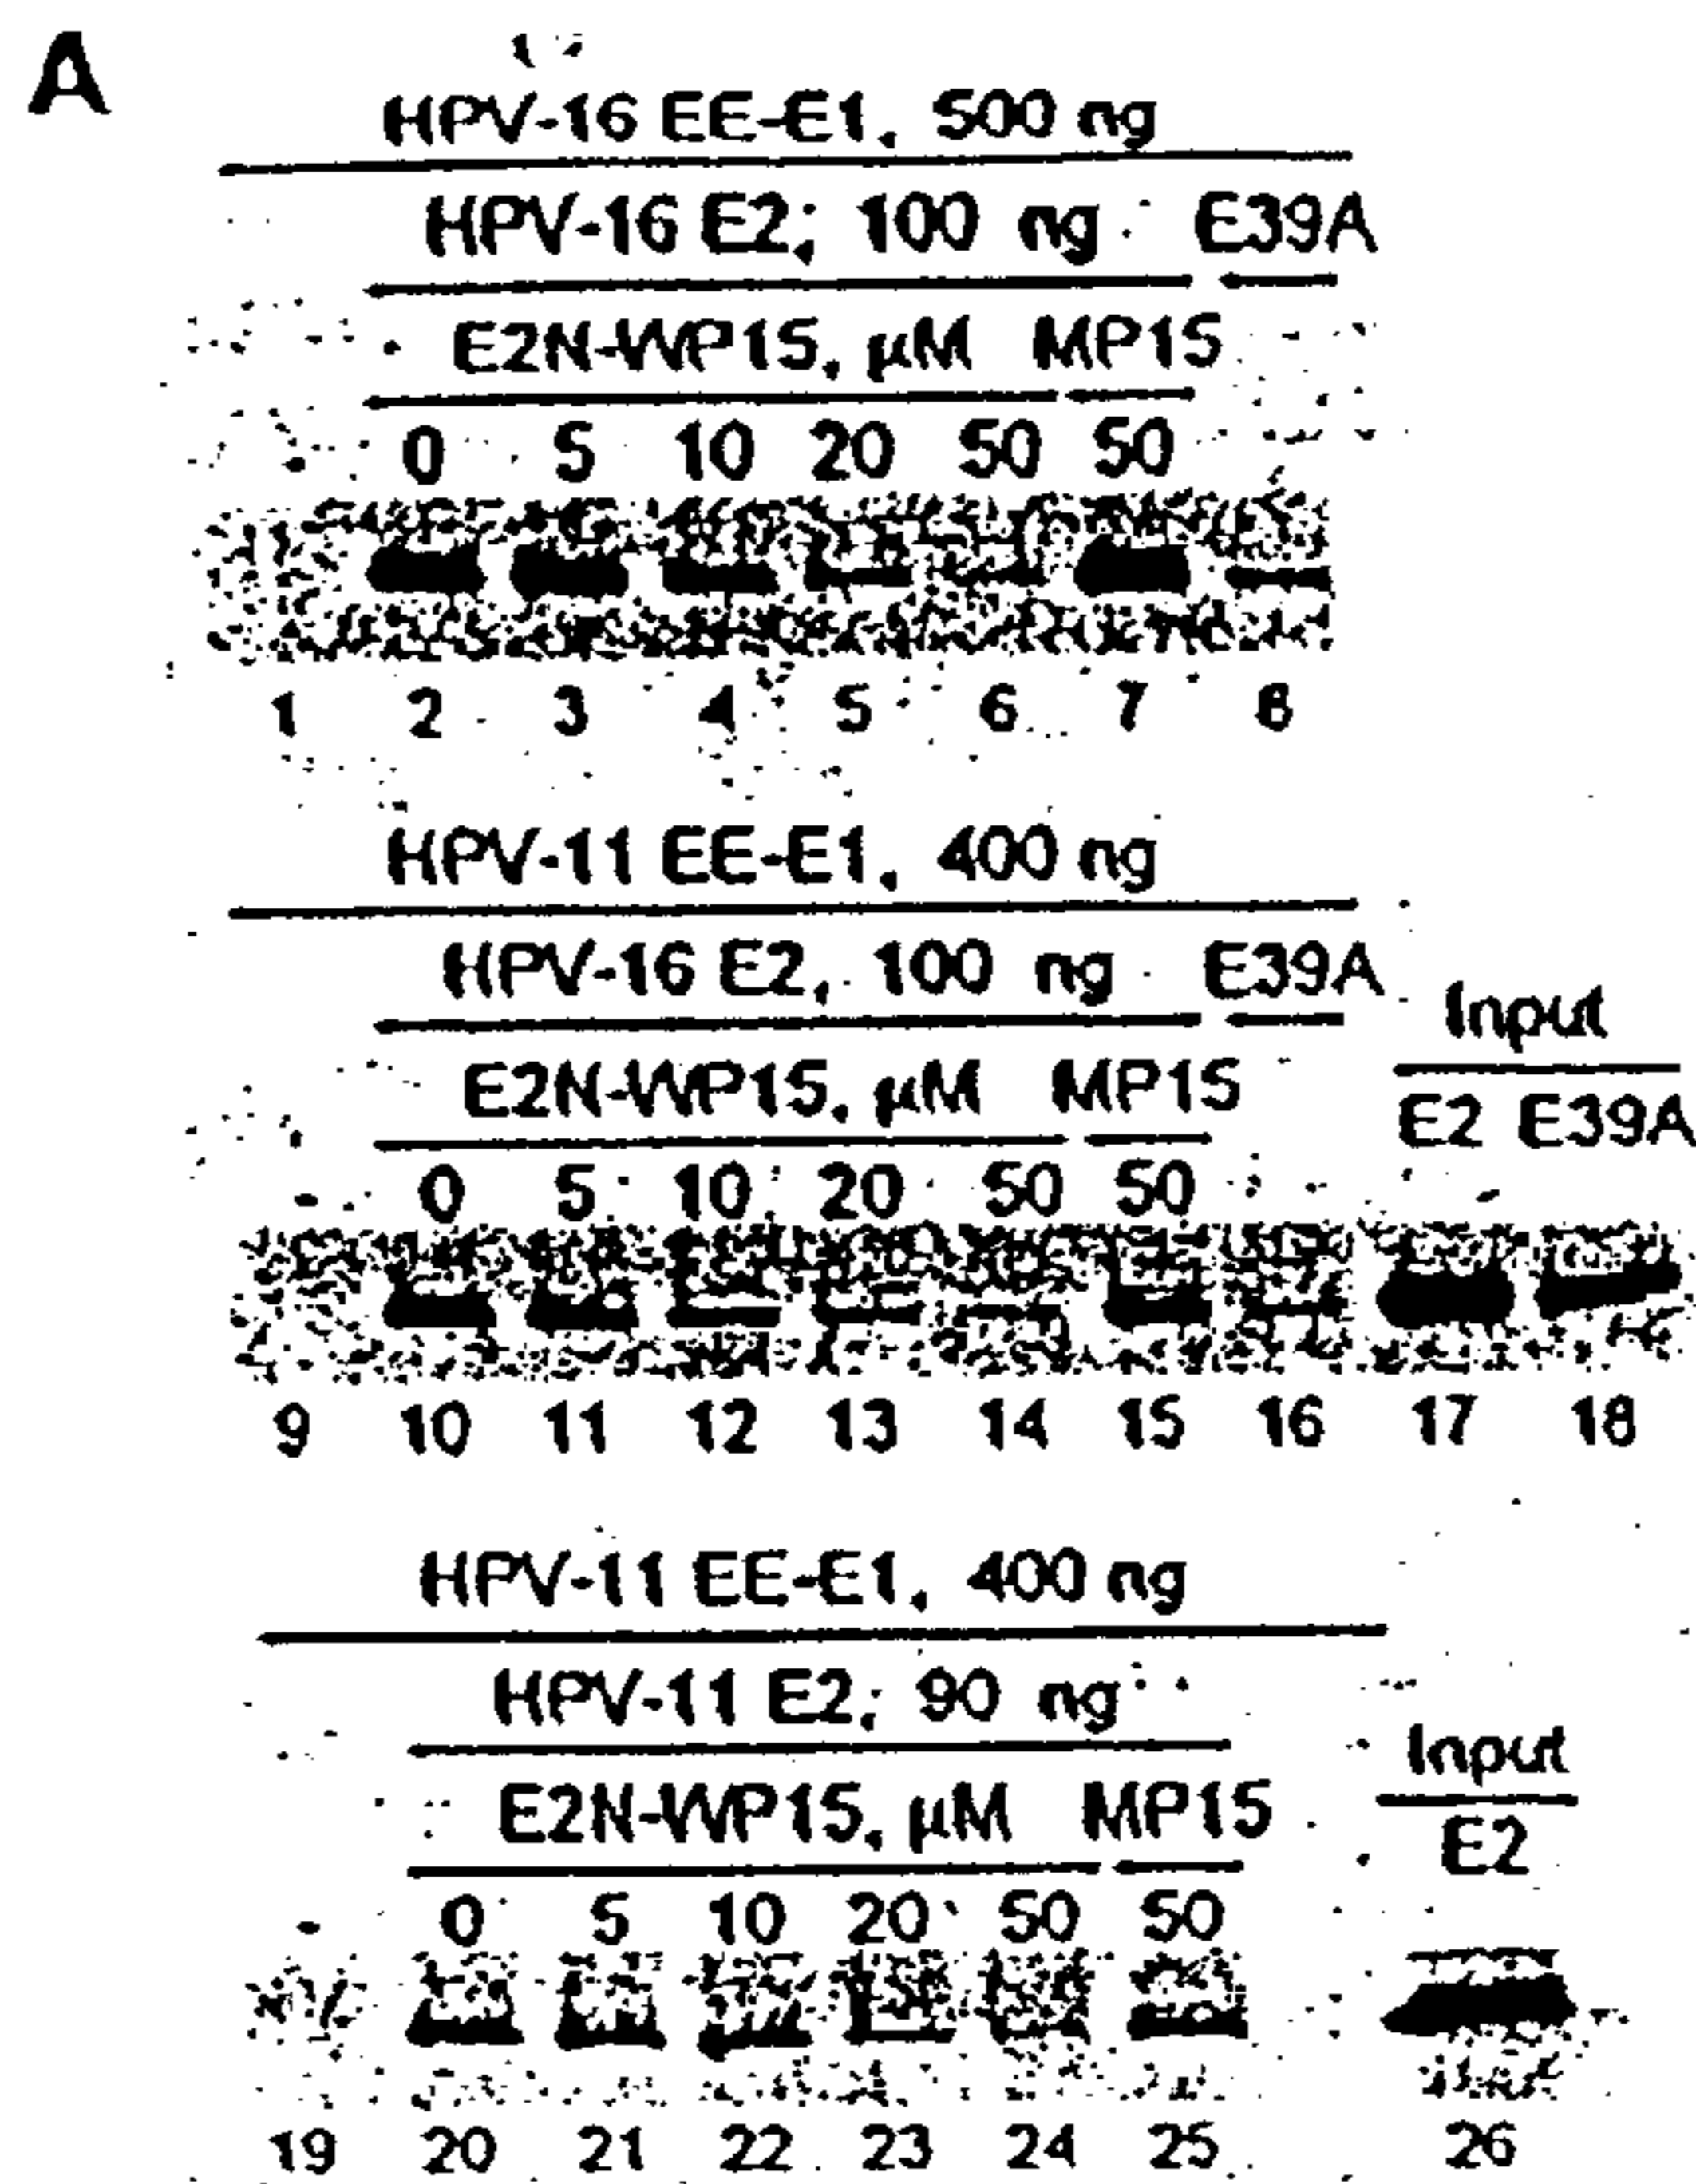 A
HPV-16 EE-E1, 500 ng
HPV-16 E2, 100 ng E39A
E2N-WP15, µM MP15
- 0 5 10 20 50 50
1 2 3 4 5 6 7 8
HPV-11 EE-E1, 400 ng
HPV-16 E2, 100 ng E39A Input
E2N-WP15, µM MP15 E2 E39A
- 0 5 10 20 50 50
9 10 11 12 13 14 15 16 17 18
HPV-11 EE-E1, 400 ng
HPV-11 E2, 90 ng Input
E2N-WP15, µM MP15 E2
- 0 5 10 20 50 50
19 20 21 22 23 24 25 26